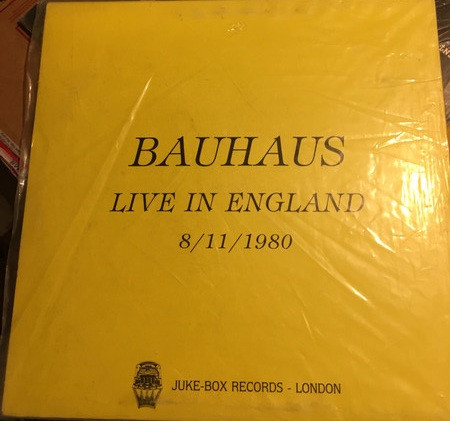 BAUHAUS
LIVE IN ENGLAND
8/11/1980
JUKE-BOX RECORDS - LONDON